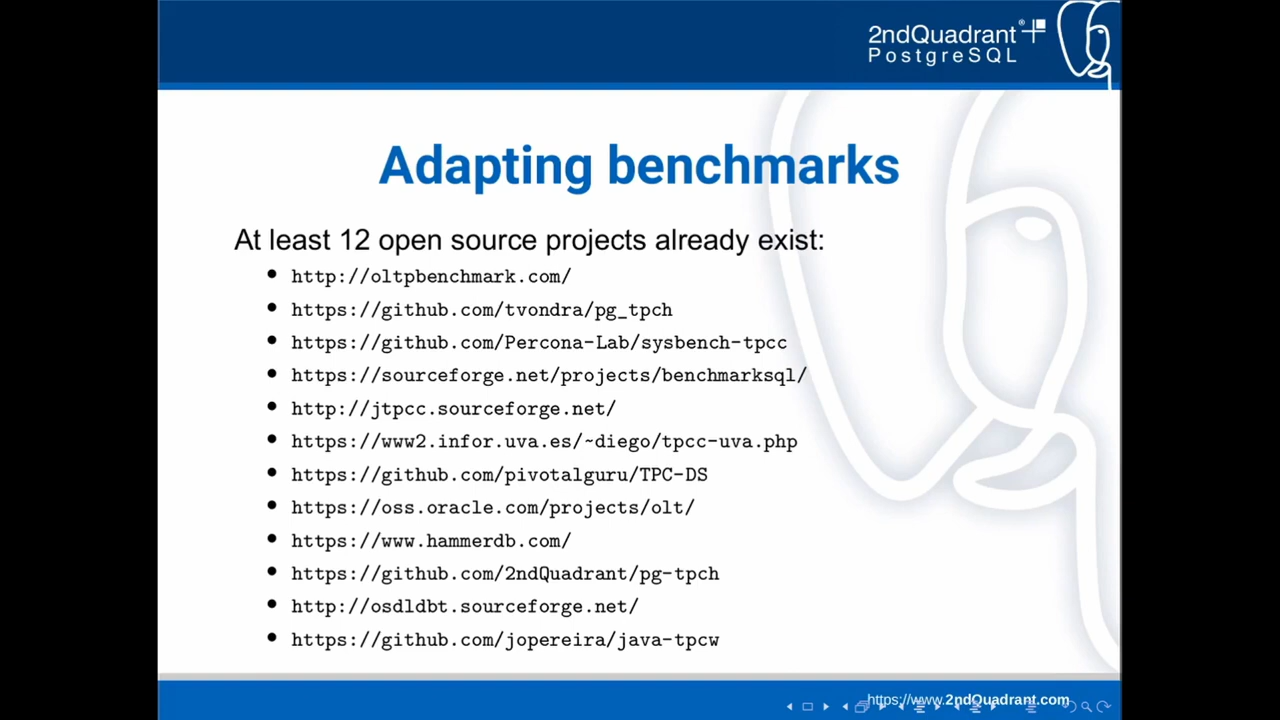 2ndQuadrant®
PostgreSQL
Adapting benchmarks
At least 12 open source projects already exist:
• http://oltpbenchmark.com/
• https://github.com/tvondra/pg_tpch
• https://github.com/Percona-Lab/sysbench-tpcc
• https://sourceforge.net/projects/benchmarksql/
• http://jtpcc.sourceforge.net/
• https://www2.infor.uva.es/~diego/tpcc-uva.php
• https://github.com/pivotalguru/TPC-DS
• https://oss.oracle.com/projects/olt/
• https://www.hammerdb.com/
• https://github.com/2ndQuadrant/pg-tpch
• http://osdldbt.sourceforge.net/
• https://github.com/jopereira/java-tpcw
https://www.2ndQuadrant.com